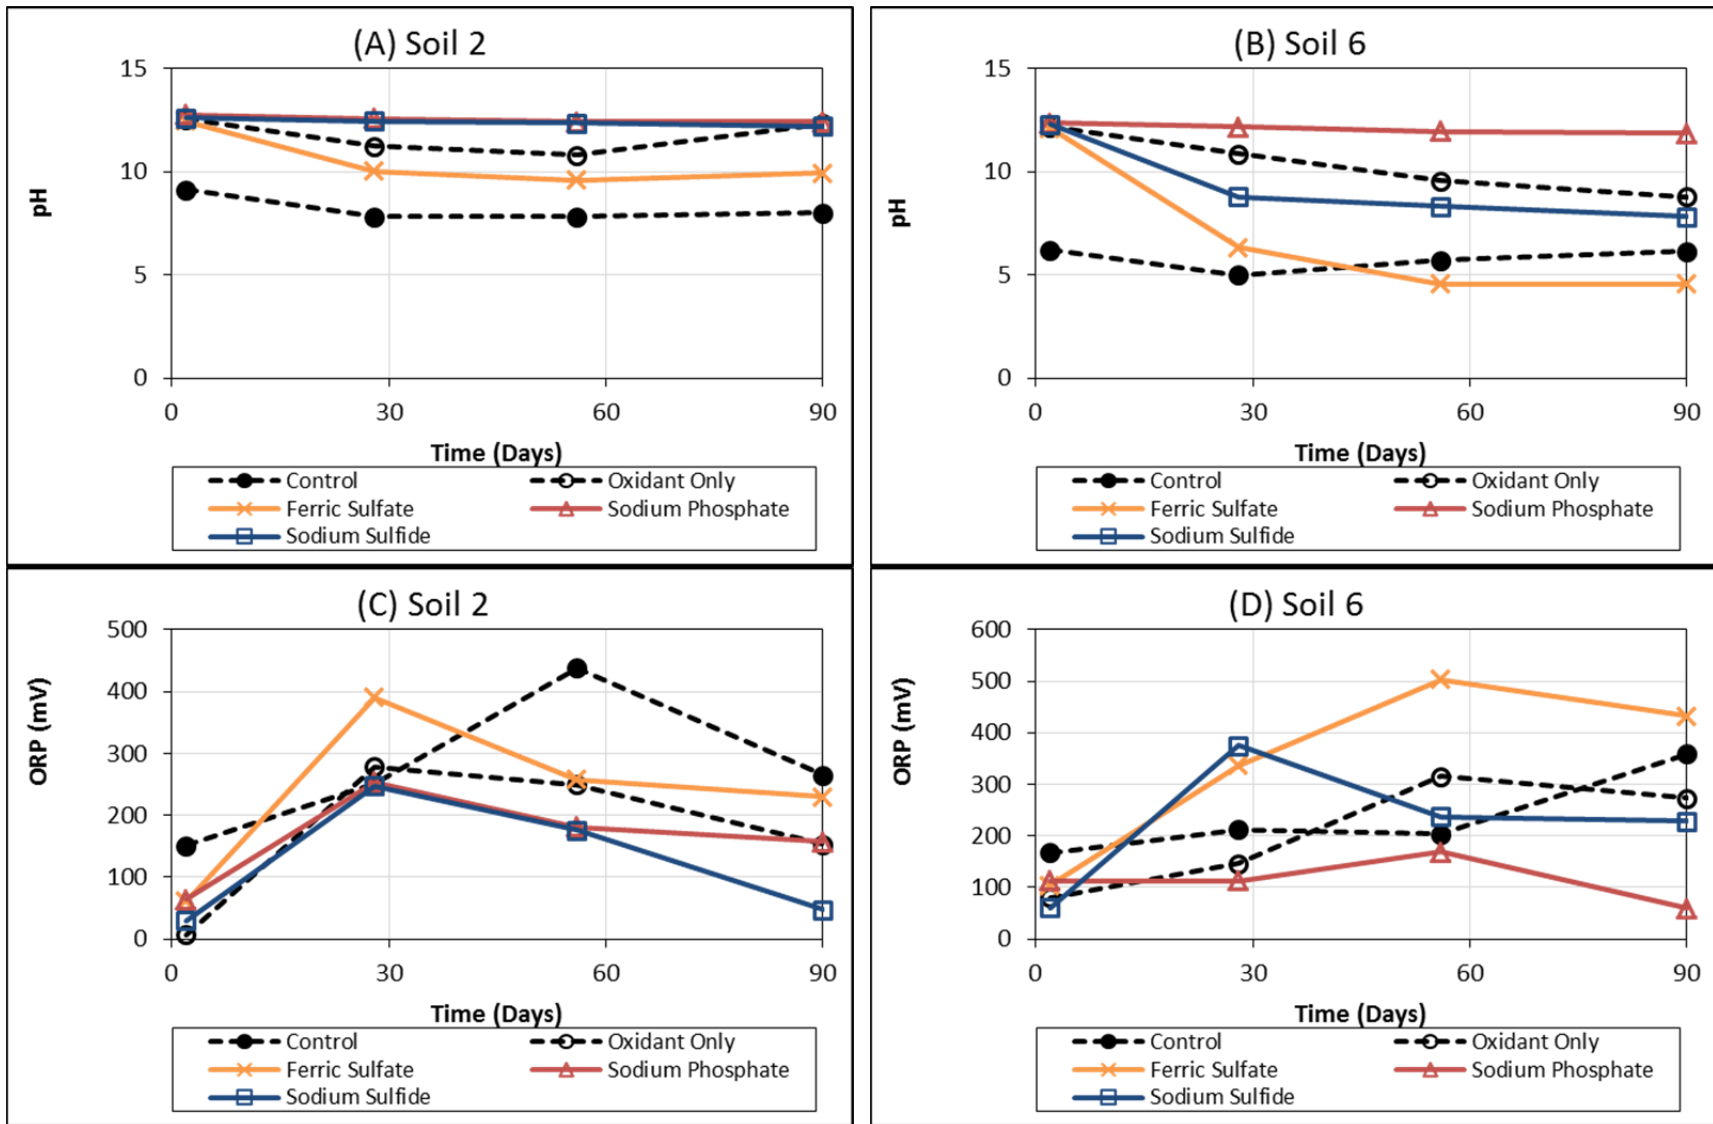 (A) Soil 2
15
10
5
0
pH
0 30 60 90
Time (Days)
Control Oxidant Only
Ferric Sulfate Sodium Phosphate
Sodium Sulfide
(B) Soil 6
15
10
5
0
pH
0 30 60 90
Time (Days)
Control Oxidant Only
Ferric Sulfate Sodium Phosphate
Sodium Sulfide
(C) Soil 2
500
400
300
200
100
0
ORP (mV)
0 30 60 90
Time (Days)
Control Oxidant Only
Ferric Sulfate Sodium Phosphate
Sodium Sulfide
(D) Soil 6
600
500
400
300
200
100
0
ORP (mV)
0 30 60 90
Time (Days)
Control Oxidant Only
Ferric Sulfate Sodium Phosphate
Sodium Sulfide